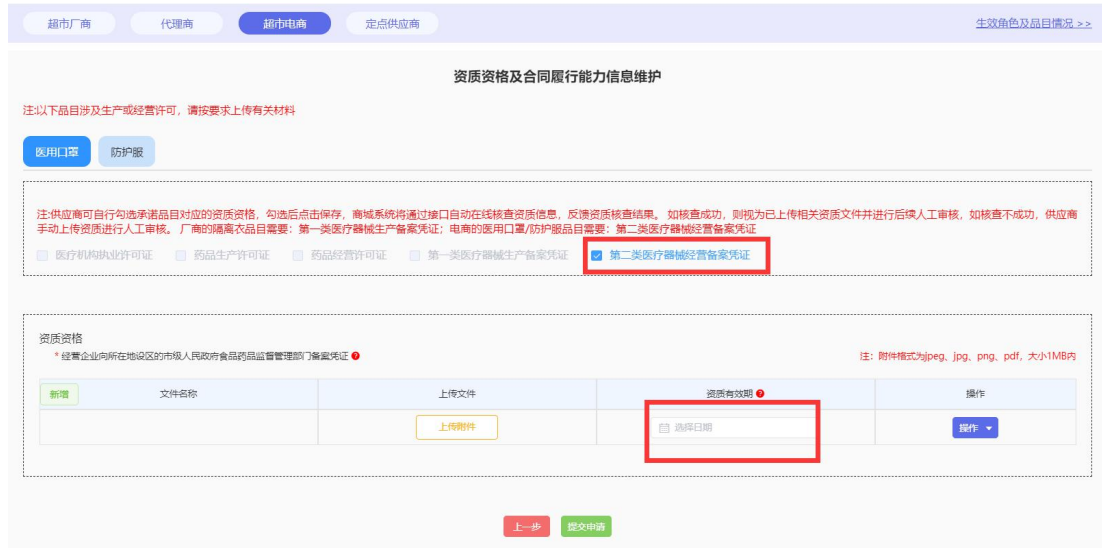 超市厂商 代理商 超市电商 定点供应商 生效角色及品目情况 >>
资质资格及合同履行能力信息维护
注:以下品目涉及生产或经营许可，请按要求上传有关材料
医用口罩 防护服
注:供应商可自行勾选承诺品目对应的资质资格，勾选后点击保存，商城系统将通过接口自动在线核查资质信息，反馈资质核查结果。 如核查成功，则视为已上传相关资质文件并进行后续人工审核，如核查不成功，供应商
手动上传资质进行人工审核。 厂商的隔离衣品目需要：第一类医疗器械生产备案凭证；电商的医用口罩/防护服品目需要：第二类医疗器械经营备案凭证
医疗机构执业许可证 药品生产许可证 药品经营许可证 第一类医疗器械生产备案凭证 第二类医疗器械经营备案凭证
资质资格
* 经营企业向所在地设区的市级人民政府食品药品监督管理部门备案凭证 ? 注：附件格式为jpeg、jpg、png、pdf，大小1MB内
新增 文件名称 上传文件 资质有效期 ? 操作
上传附件 选择日期 操作
上一步 提交申请